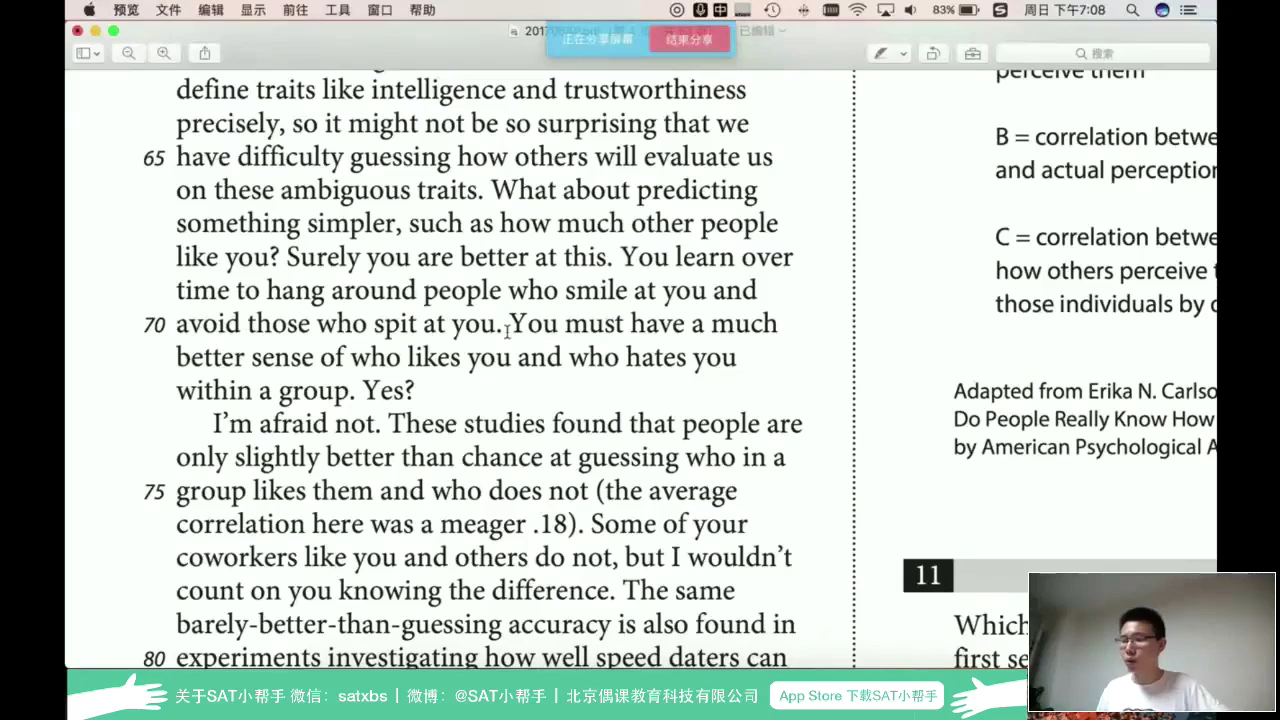 预览 文件 编辑 显示 前往 工具 窗口 帮助
中 83% 周日 下午7:08
正在分享屏幕 结束分享 已编辑
搜索
define traits like intelligence and trustworthiness
precisely, so it might not be so surprising that we
65 have difficulty guessing how others will evaluate us
on these ambiguous traits. What about predicting
something simpler, such as how much other people
like you? Surely you are better at this. You learn over
time to hang around people who smile at you and
70 avoid those who spit at you. You must have a much
better sense of who likes you and who hates you
within a group. Yes?
I'm afraid not. These studies found that people are
only slightly better than chance at guessing who in a
75 group likes them and who does not (the average
correlation here was a meager .18). Some of your
coworkers like you and others do not, but I wouldn't
count on you knowing the difference. The same
barely-better-than-guessing accuracy is also found in
80 experiments investigating how well speed daters can
perceive them
B = correlation betwe
and actual perception
C = correlation betwe
how others perceive t
those individuals by o
Adapted from Erika N. Carlso
Do People Really Know How
by American Psychological A
11
Which
first se
关于SAT小帮手 微信：satxbs | 微博：@SAT小帮手 | 北京偶课教育科技有限公司
App Store 下载SAT小帮手